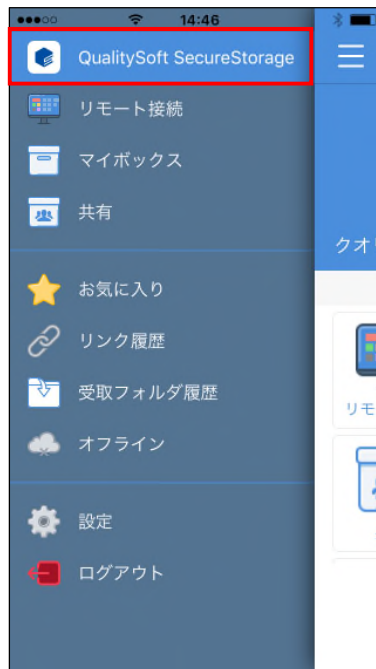 14:46
QualitySoft SecureStorage
リモート接続
マイボックス
共有
クオ
お気に入り
リンク履歴
受取フォルダ履歴
リモ
オフライン
設定
ログアウト